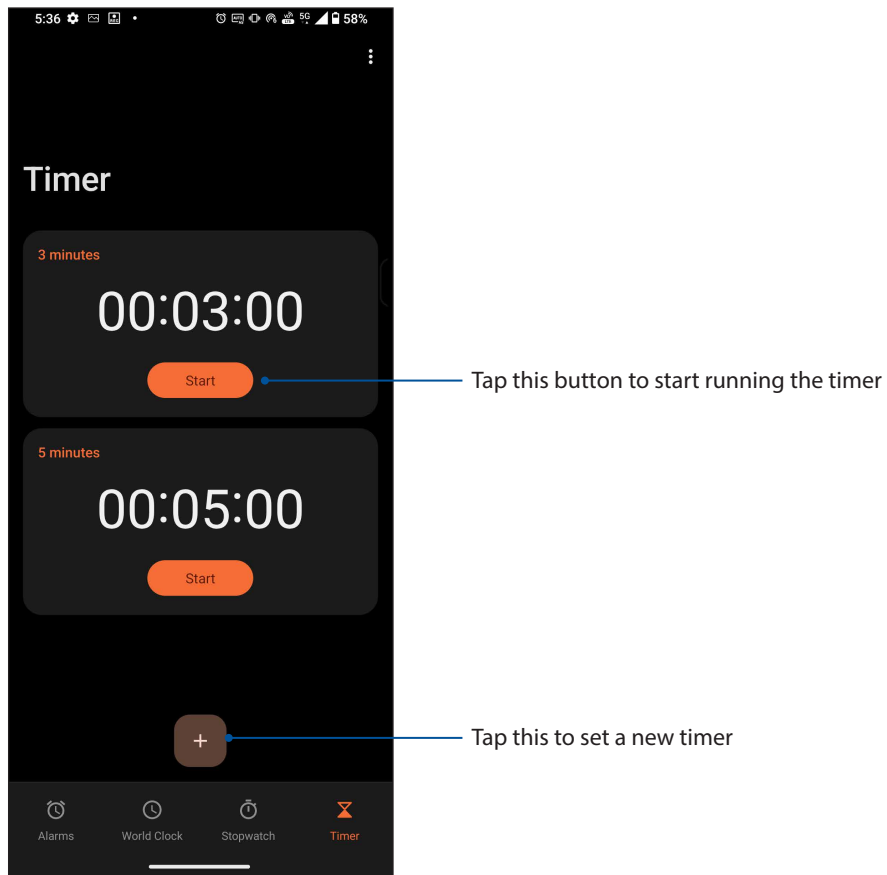 5:36 5G 58%
Timer
3 minutes
00:03:00
Start
Tap this button to start running the timer
5 minutes
00:05:00
Start
+
Tap this to set a new timer
Alarms World Clock Stopwatch Timer